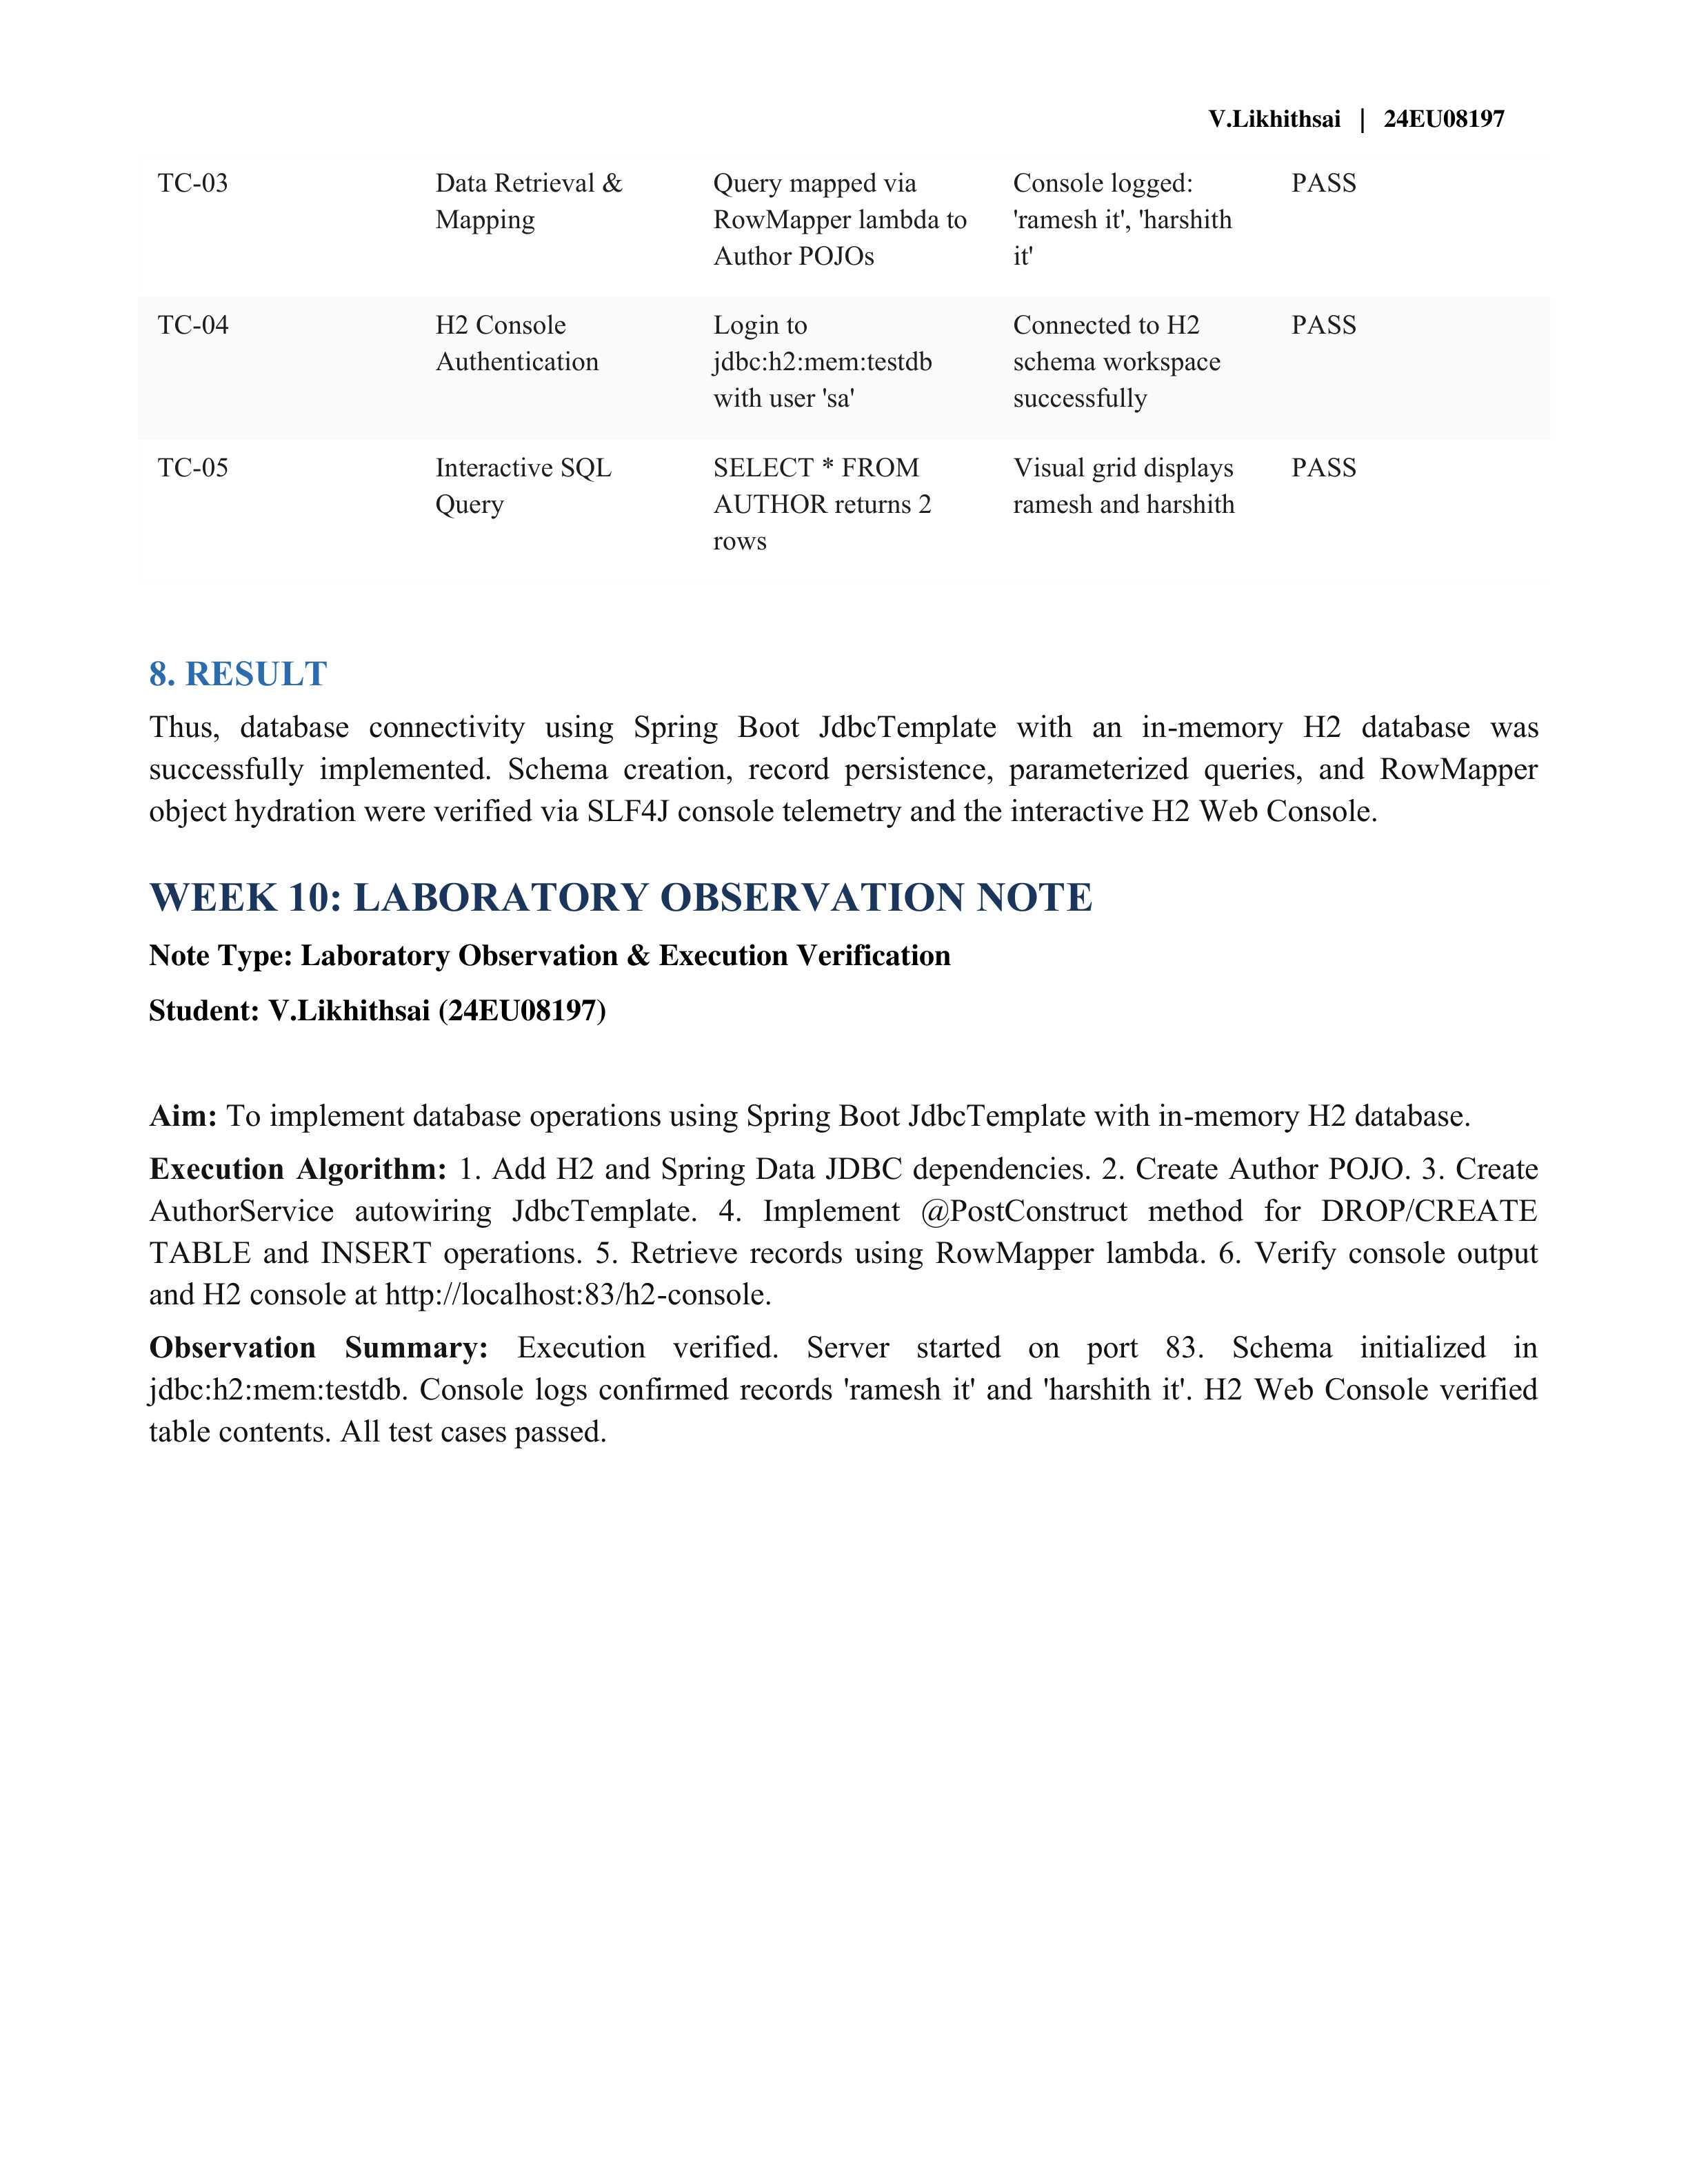 V.Likhithsai | 24EU08197
TC-03 Data Retrieval & Query mapped via Console logged: PASS
Mapping RowMapper lambda to 'ramesh it', 'harshith
Author POJOs it'
TC-04 H2 Console Login to Connected to H2 PASS
Authentication jdbc:h2:mem:testdb schema workspace
with user 'sa' successfully
TC-05 Interactive SQL SELECT * FROM Visual grid displays PASS
Query AUTHOR returns 2 ramesh and harshith
rows
8. RESULT
Thus, database connectivity using Spring Boot JdbcTemplate with an in-memory H2 database was
successfully implemented. Schema creation, record persistence, parameterized queries, and RowMapper
object hydration were verified via SLF4J console telemetry and the interactive H2 Web Console.
WEEK 10: LABORATORY OBSERVATION NOTE
Note Type: Laboratory Observation & Execution Verification
Student: V.Likhithsai (24EU08197)
Aim: To implement database operations using Spring Boot JdbcTemplate with in-memory H2 database.
Execution Algorithm: 1. Add H2 and Spring Data JDBC dependencies. 2. Create Author POJO. 3. Create
AuthorService autowiring JdbcTemplate. 4. Implement @PostConstruct method for DROP/CREATE
TABLE and INSERT operations. 5. Retrieve records using RowMapper lambda. 6. Verify console output
and H2 console at http://localhost:83/h2-console.
Observation Summary: Execution verified. Server started on port 83. Schema initialized in
jdbc:h2:mem:testdb. Console logs confirmed records 'ramesh it' and 'harshith it'. H2 Web Console verified
table contents. All test cases passed.